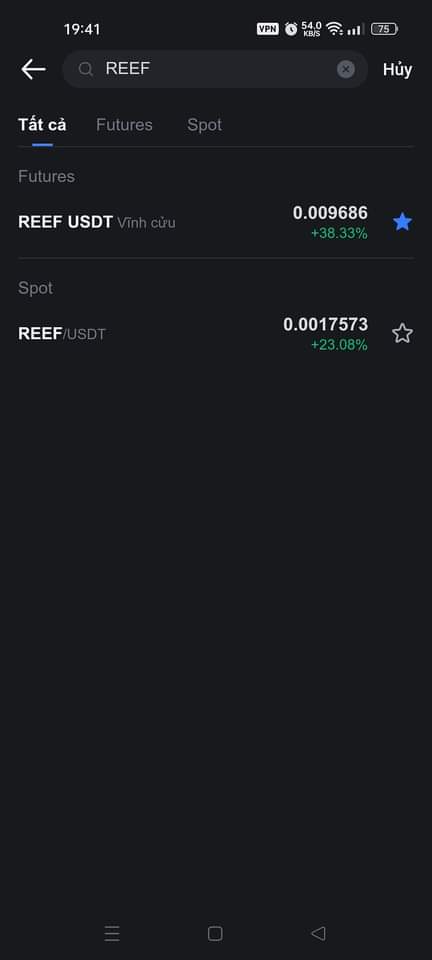 19:41 VPN 54.0 KB/S 75
REEF Hủy
Tất cả Futures Spot
Futures
REEF USDT Vĩnh cửu 0.009686
+38.33%
Spot
REEF/USDT 0.0017573
+23.08%